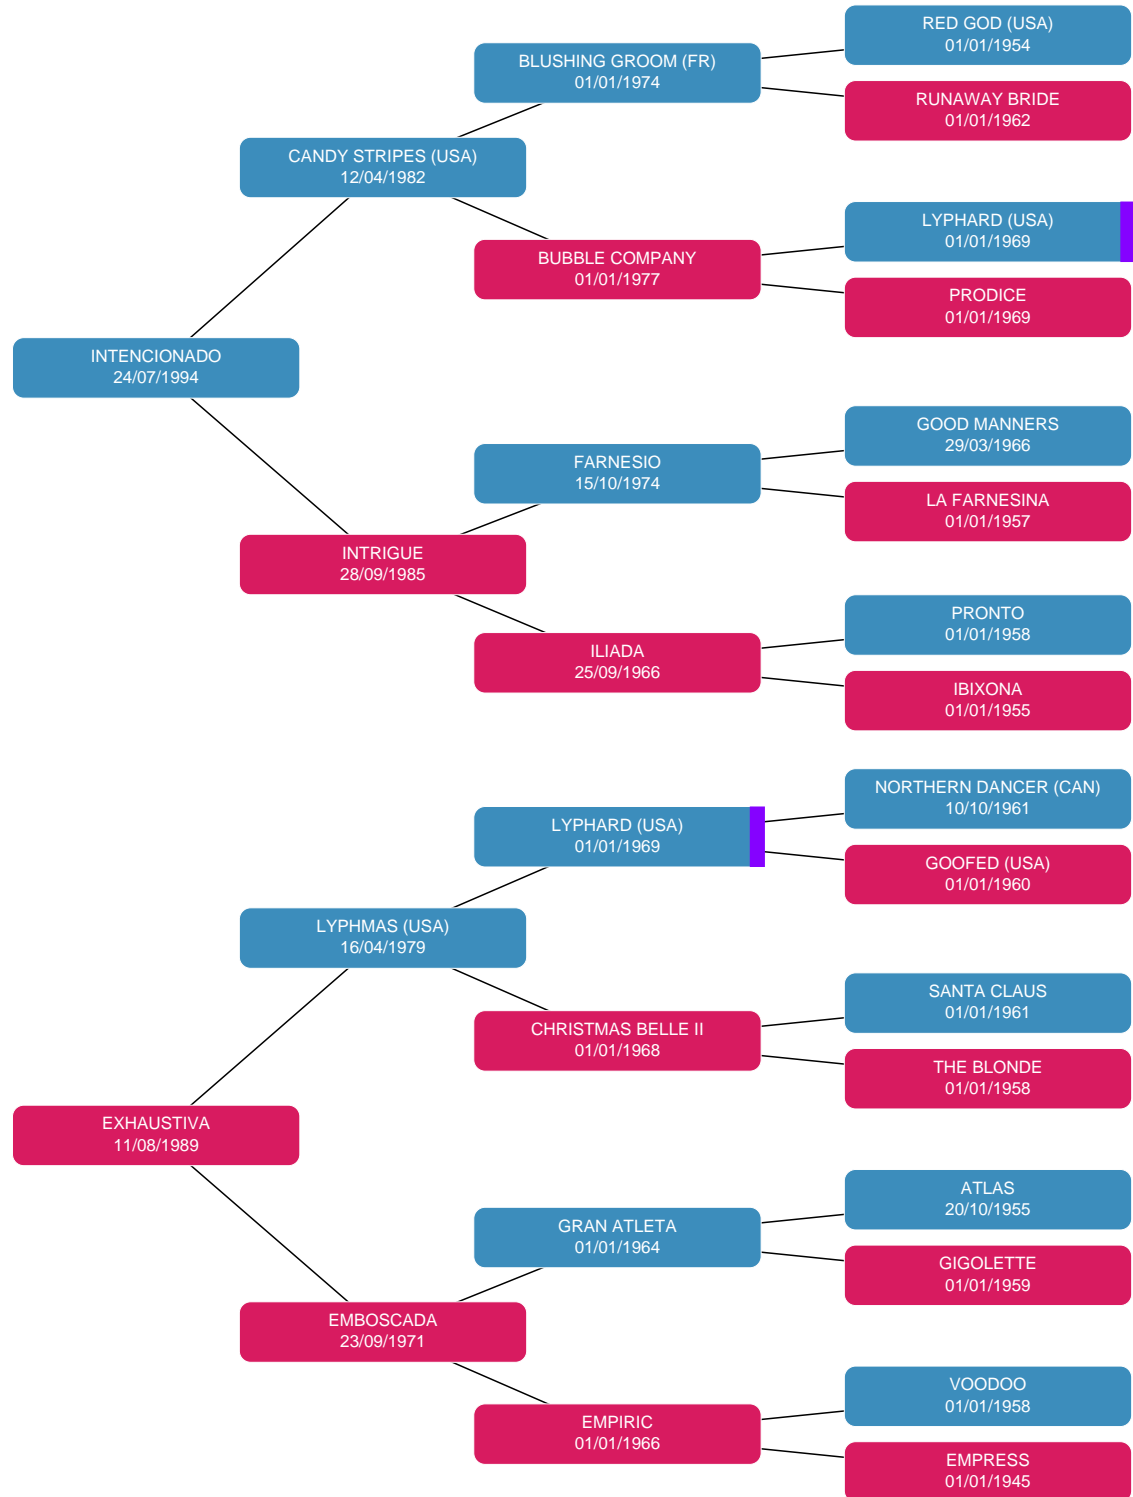 RED GOD (USA)
01/01/1954
BLUSHING GROOM (FR)
01/01/1974
RUNAWAY BRIDE
01/01/1962
CANDY STRIPES (USA)
12/04/1982
LYPHARD (USA)
01/01/1969
BUBBLE COMPANY
01/01/1977
PRODICE
01/01/1969
INTENCIONADO
24/07/1994
GOOD MANNERS
29/03/1966
FARNESIO
15/10/1974
LA FARNESINA
01/01/1957
INTRIGUE
28/09/1985
PRONTO
01/01/1958
ILIADA
25/09/1966
IBIXONA
01/01/1955
NORTHERN DANCER (CAN)
10/10/1961
LYPHARD (USA)
01/01/1969
GOOFED (USA)
01/01/1960
LYPHMAS (USA)
16/04/1979
SANTA CLAUS
01/01/1961
CHRISTMAS BELLE II
01/01/1968
THE BLONDE
01/01/1958
EXHAUSTIVA
11/08/1989
ATLAS
20/10/1955
GRAN ATLETA
01/01/1964
GIGOLETTE
01/01/1959
EMBOSCADA
23/09/1971
VOODOO
01/01/1958
EMPIRIC
01/01/1966
EMPRESS
01/01/1945